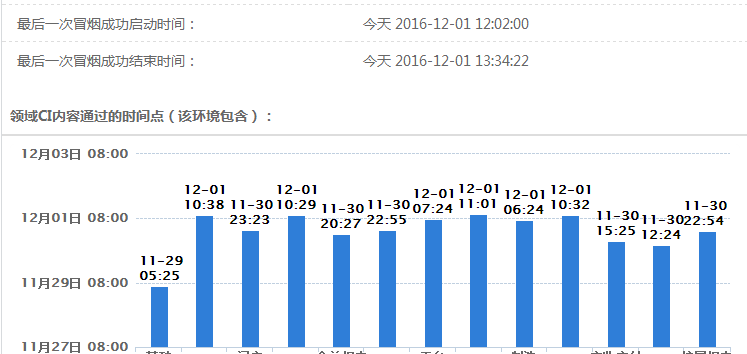 最后一次冒烟成功启动时间： 今天 2016-12-01 12:02:00
最后一次冒烟成功结束时间： 今天 2016-12-01 13:34:22
领域CI内容通过的时间点（该环境包含）：
12月03日 08:00
12月01日 08:00
11月29日 08:00
11月27日 08:00
11-29 05:25
12-01 10:38
11-30 23:23
12-01 10:29
11-30 20:27
11-30 22:55
12-01 07:24
12-01 11:01
12-01 06:24
12-01 10:32
11-30 15:25
11-30 12:24
11-30 22:54